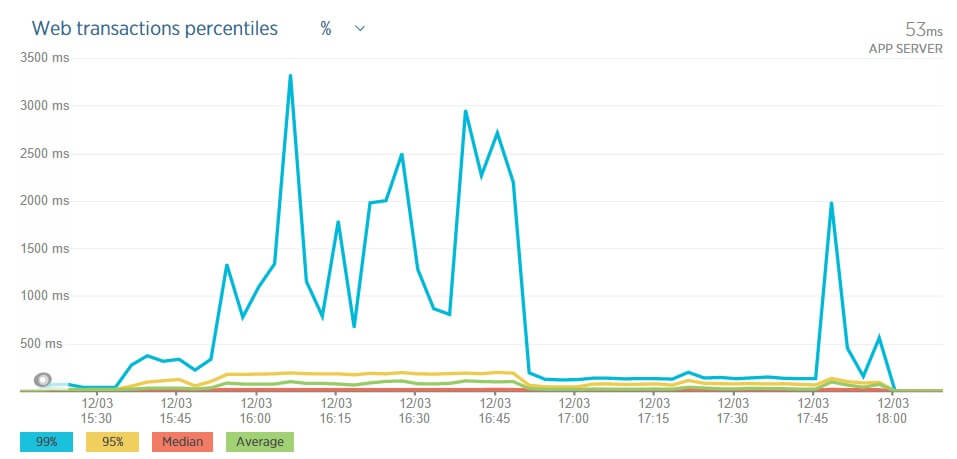 Web transactions percentiles % 53ms
APP SERVER
3500 ms
3000 ms
2500 ms
2000 ms
1500 ms
1000 ms
500 ms
12/03 12/03 12/03 12/03 12/03 12/03 12/03 12/03 12/03 12/03 12/03
15:30 15:45 16:00 16:15 16:30 16:45 17:00 17:15 17:30 17:45 18:00
99% 95% Median Average